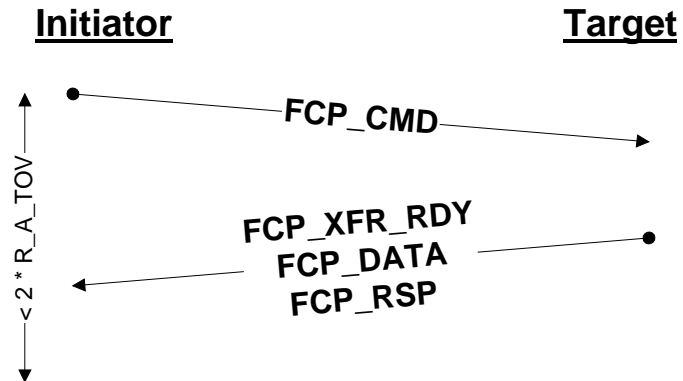 Initiator
Target
FCP_CMD
FCP_XFR_RDY
FCP_DATA
FCP_RSP
< 2 * R_A_TOV